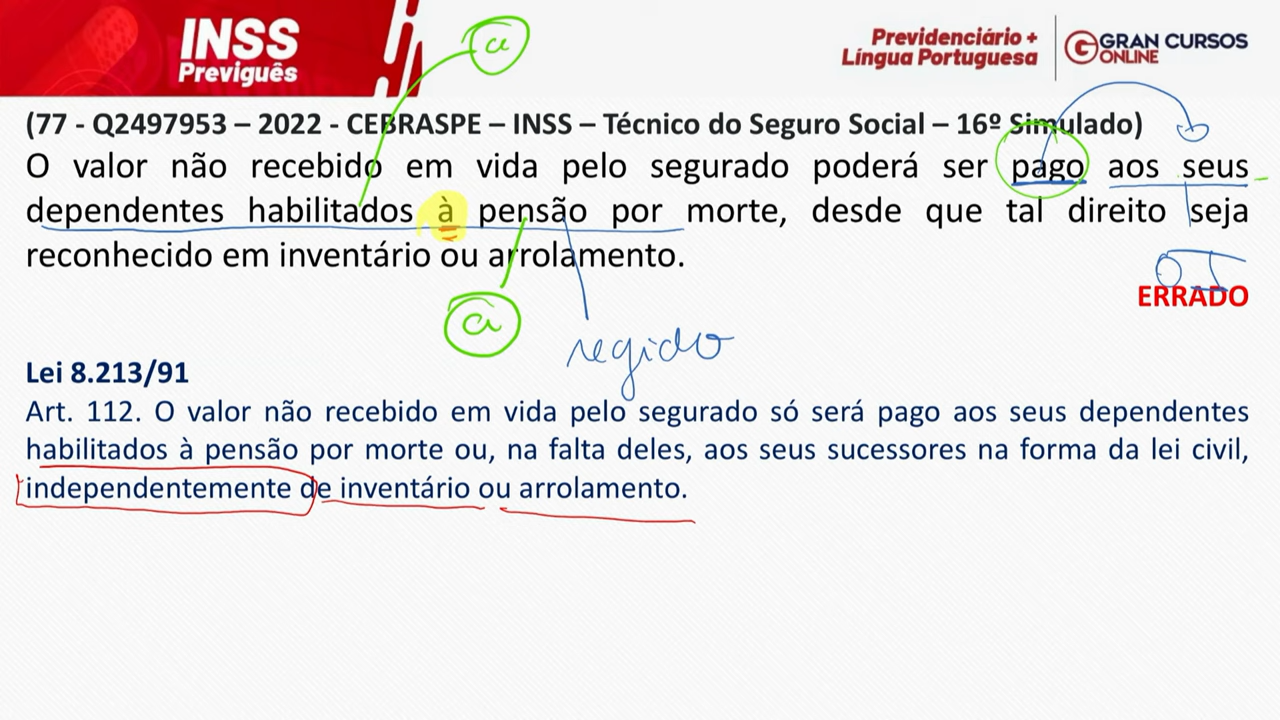 INSS
Previguês
Previdenciário +
Língua Portuguesa
GRAN CURSOS
ONLINE
a
(77 - Q2497953 – 2022 - CEBRASPE – INSS – Técnico do Seguro Social – 16º Simulado)
O valor não recebido em vida pelo segurado poderá ser pago aos seus
dependentes habilitados à pensão por morte, desde que tal direito seja
reconhecido em inventário ou arrolamento.
OI
ERRADO
a
regido
Lei 8.213/91
Art. 112. O valor não recebido em vida pelo segurado só será pago aos seus dependentes
habilitados à pensão por morte ou, na falta deles, aos seus sucessores na forma da lei civil,
independentemente de inventário ou arrolamento.